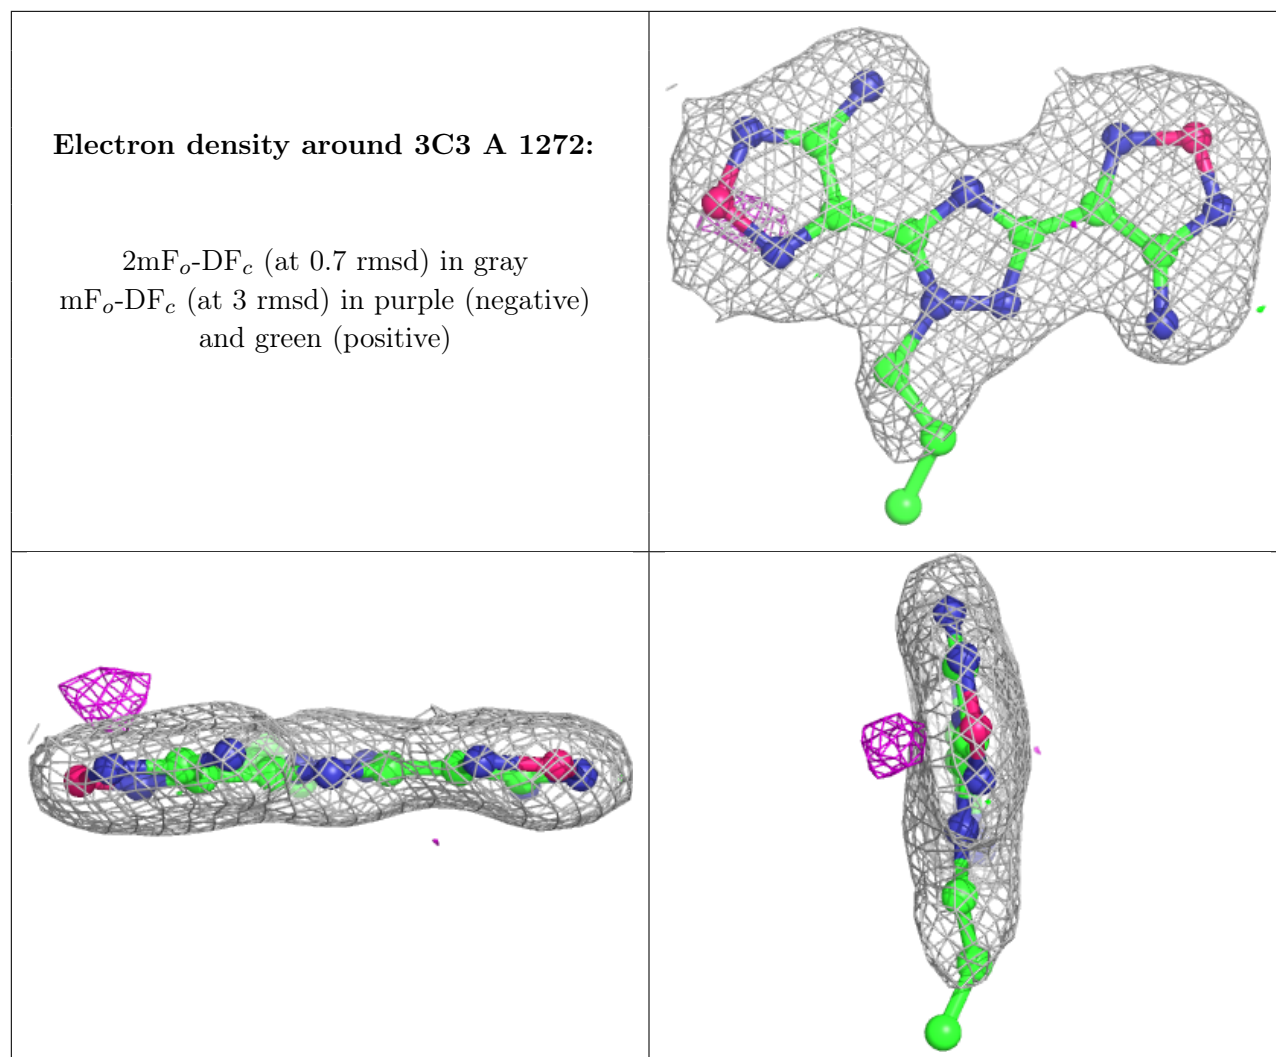 Electron density around 3C3 A 1272:
2mFo-DFc (at 0.7 rmsd) in gray
mFo-DFc (at 3 rmsd) in purple (negative)
and green (positive)